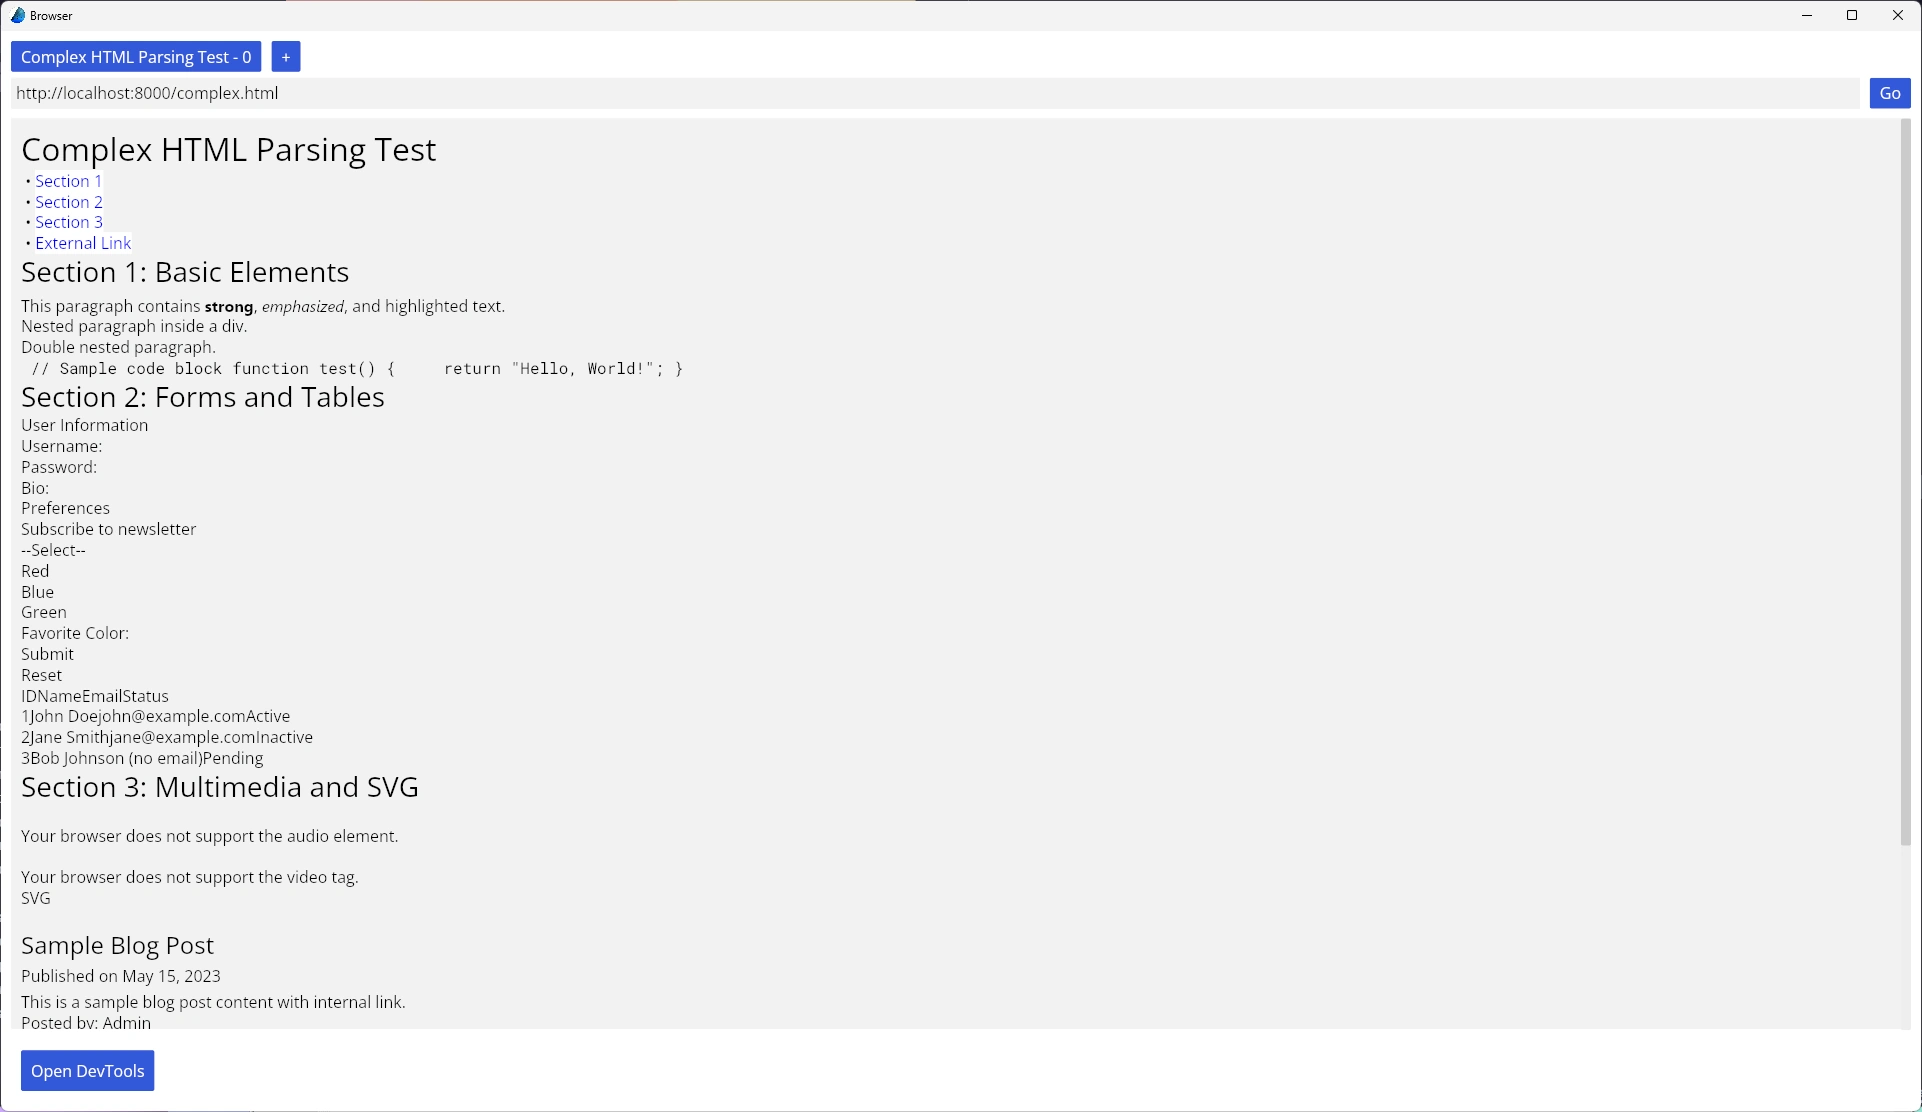 Browser
Complex HTML Parsing Test - 0 +
http://localhost:8000/complex.html Go
Complex HTML Parsing Test
• Section 1
• Section 2
• Section 3
• External Link
Section 1: Basic Elements
This paragraph contains strong, emphasized, and highlighted text.
Nested paragraph inside a div.
Double nested paragraph.
// Sample code block function test() {     return "Hello, World!"; }
Section 2: Forms and Tables
User Information
Username:
Password:
Bio:
Preferences
Subscribe to newsletter
--Select--
Red
Blue
Green
Favorite Color:
Submit
Reset
IDNameEmailStatus
1John Doejohn@example.comActive
2Jane Smithjane@example.comInactive
3Bob Johnson (no email)Pending
Section 3: Multimedia and SVG
Your browser does not support the audio element.
Your browser does not support the video tag.
SVG
Sample Blog Post
Published on May 15, 2023
This is a sample blog post content with internal link.
Posted by: Admin
Open DevTools